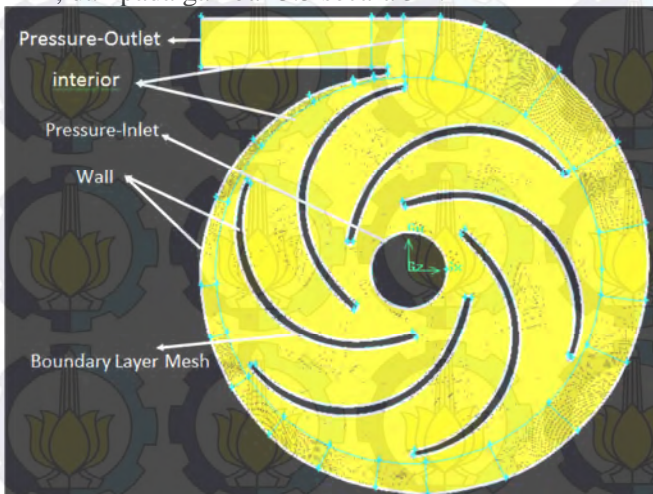 Pressure-Outlet
interior
Pressure-Inlet
Wall
Boundary Layer Mesh